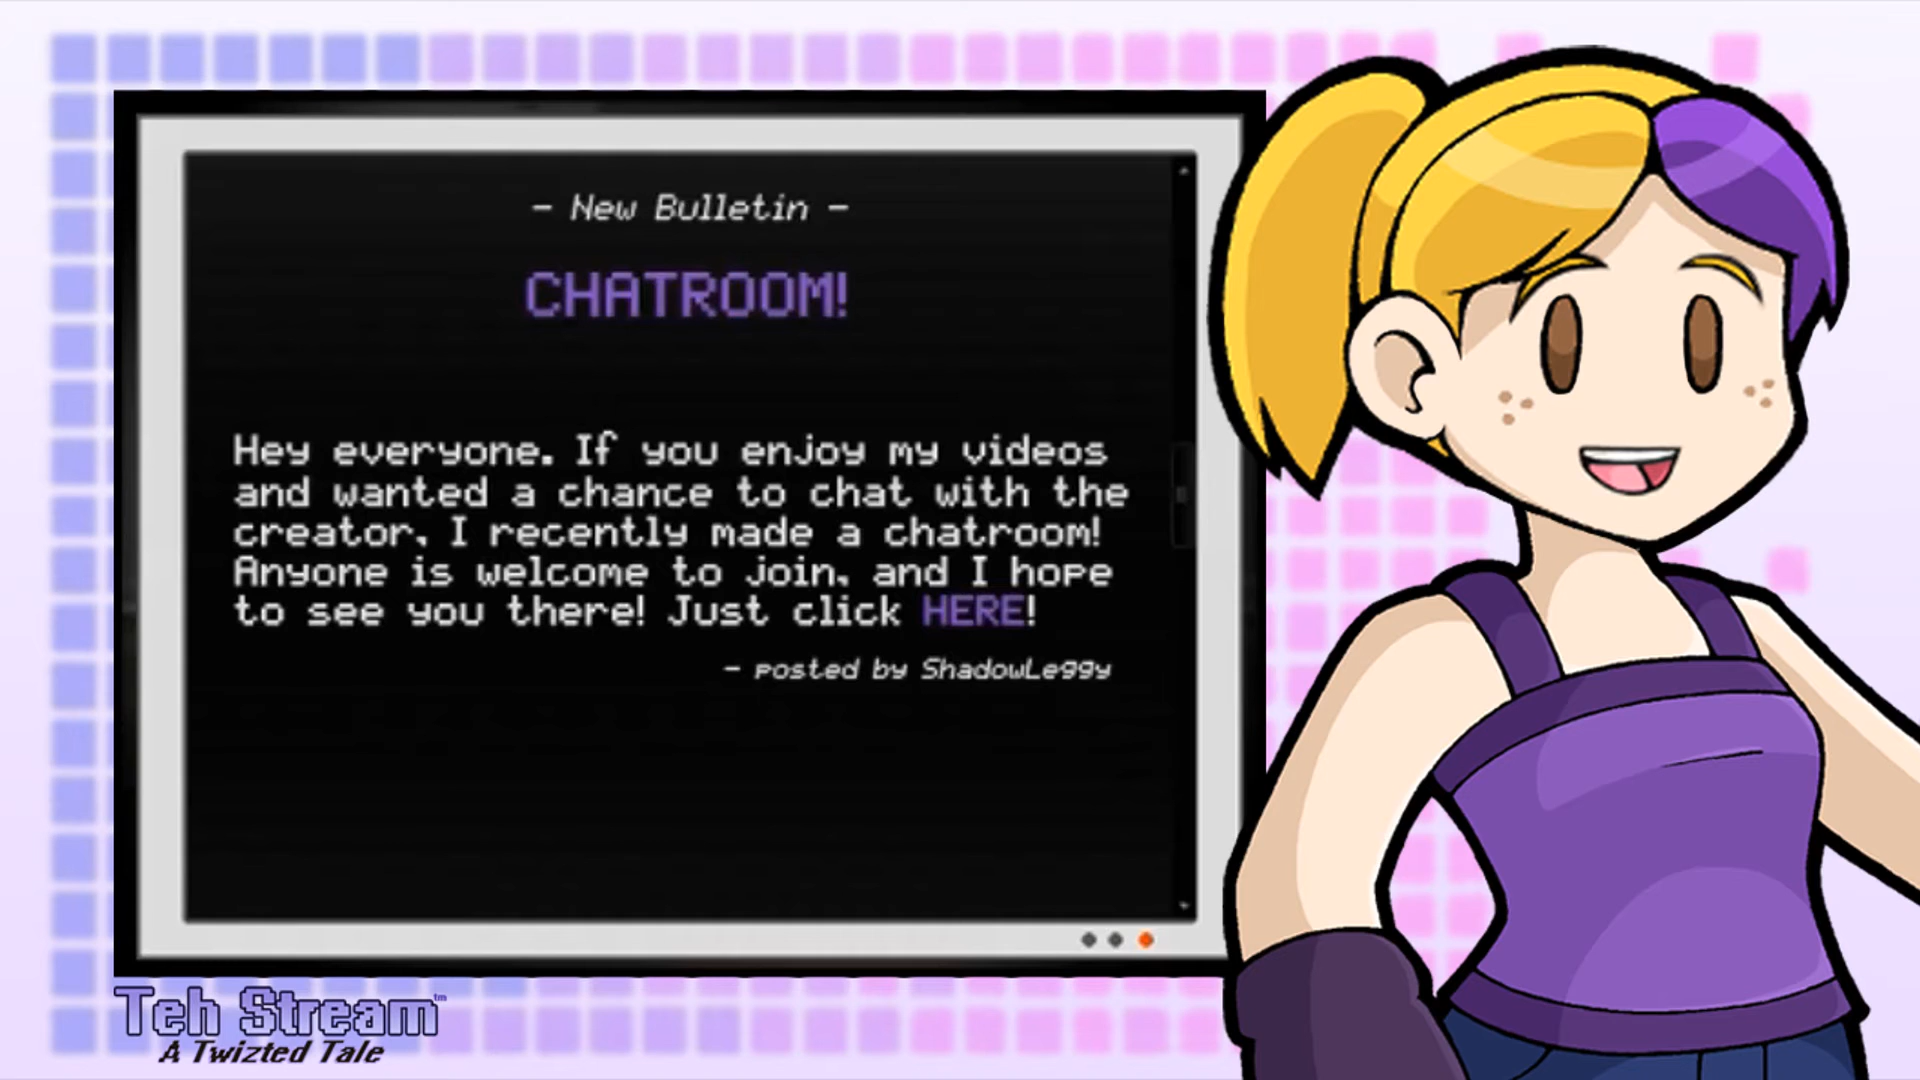 - New Bulletin -
CHATROOM!
Hey everyone. If you enjoy my videos
and wanted a chance to chat with the
creator, I recently made a chatroom!
Anyone is welcome to join, and I hope
to see you there! Just click HERE!
- posted by ShadowLeggy
Teh Stream™
A Twizted Tale